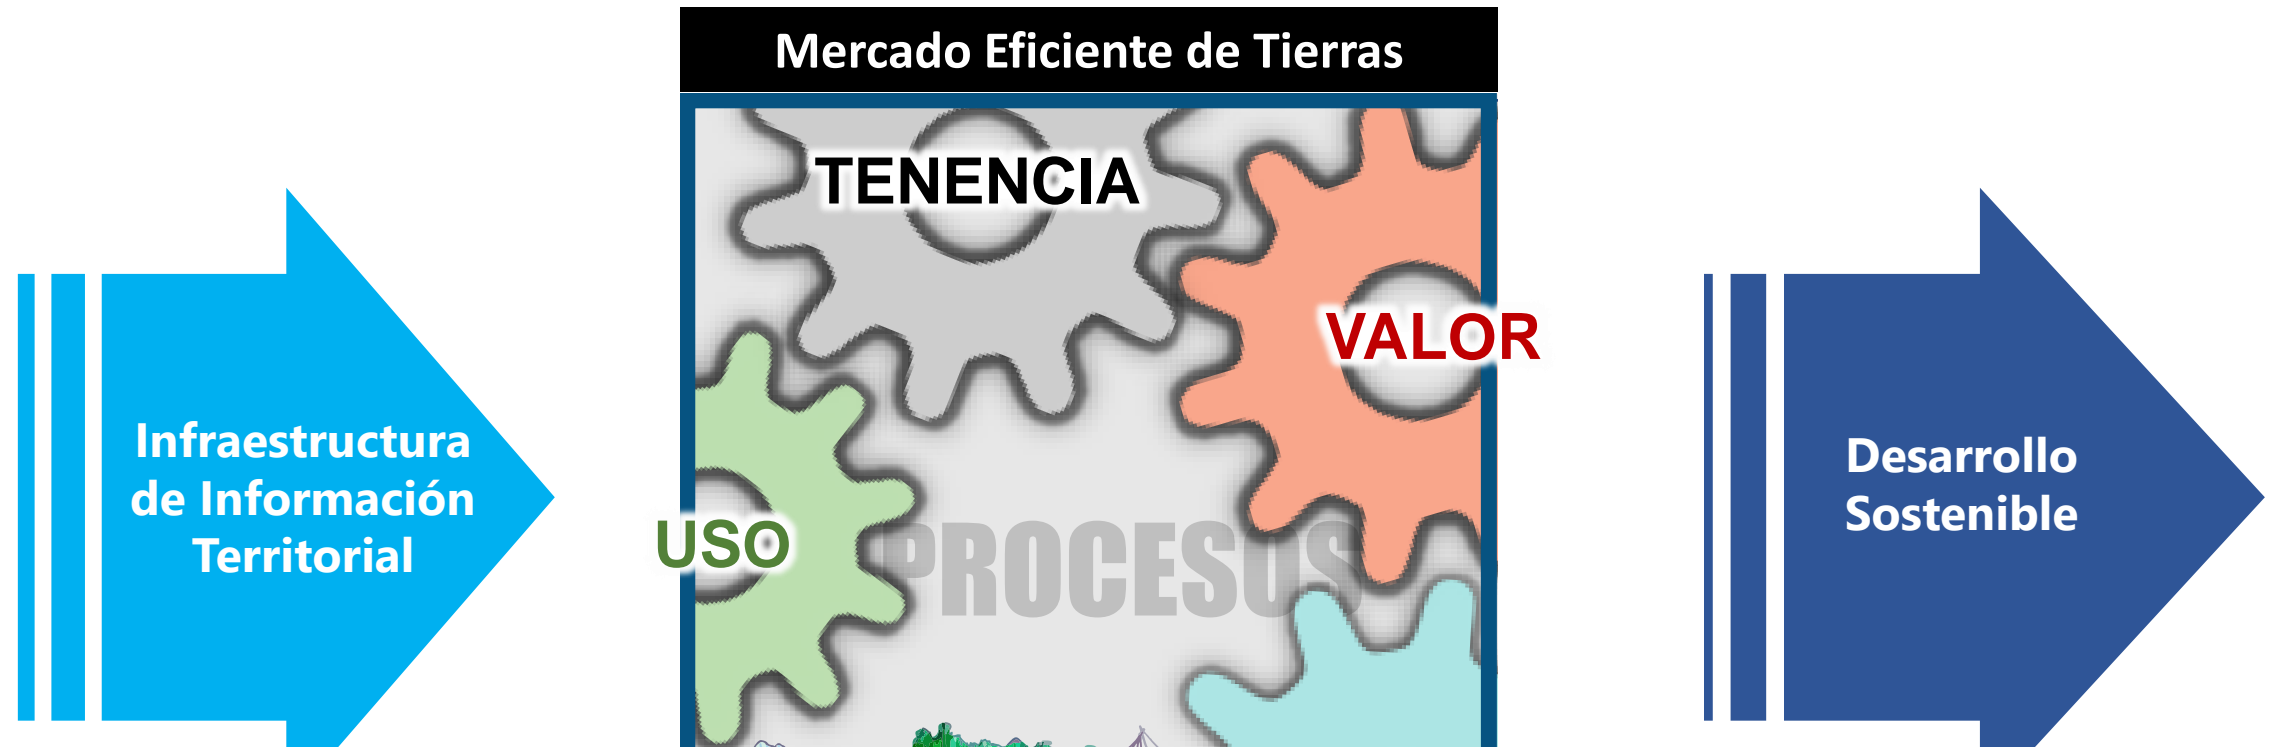 Mercado Eficiente de Tierras
TENENCIA
VALOR
Infraestructura
de Información
Territorial
USO
PROCESOS
Desarrollo
Sostenible